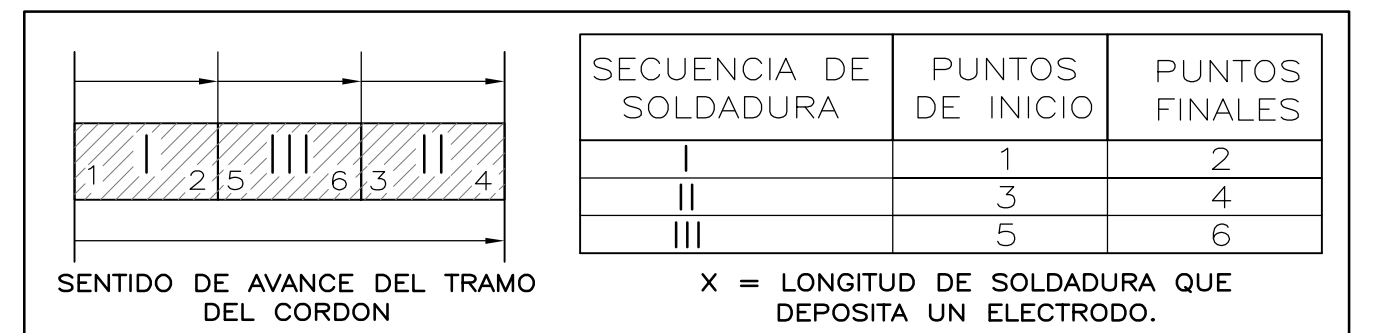 I III II
1 2 5 6 3 4
SENTIDO DE AVANCE DEL TRAMO
DEL CORDON
SECUENCIA DE SOLDADURA PUNTOS DE INICIO PUNTOS FINALES
I 1 2
II 3 4
III 5 6
X = LONGITUD DE SOLDADURA QUE
DEPOSITA UN ELECTRODO.